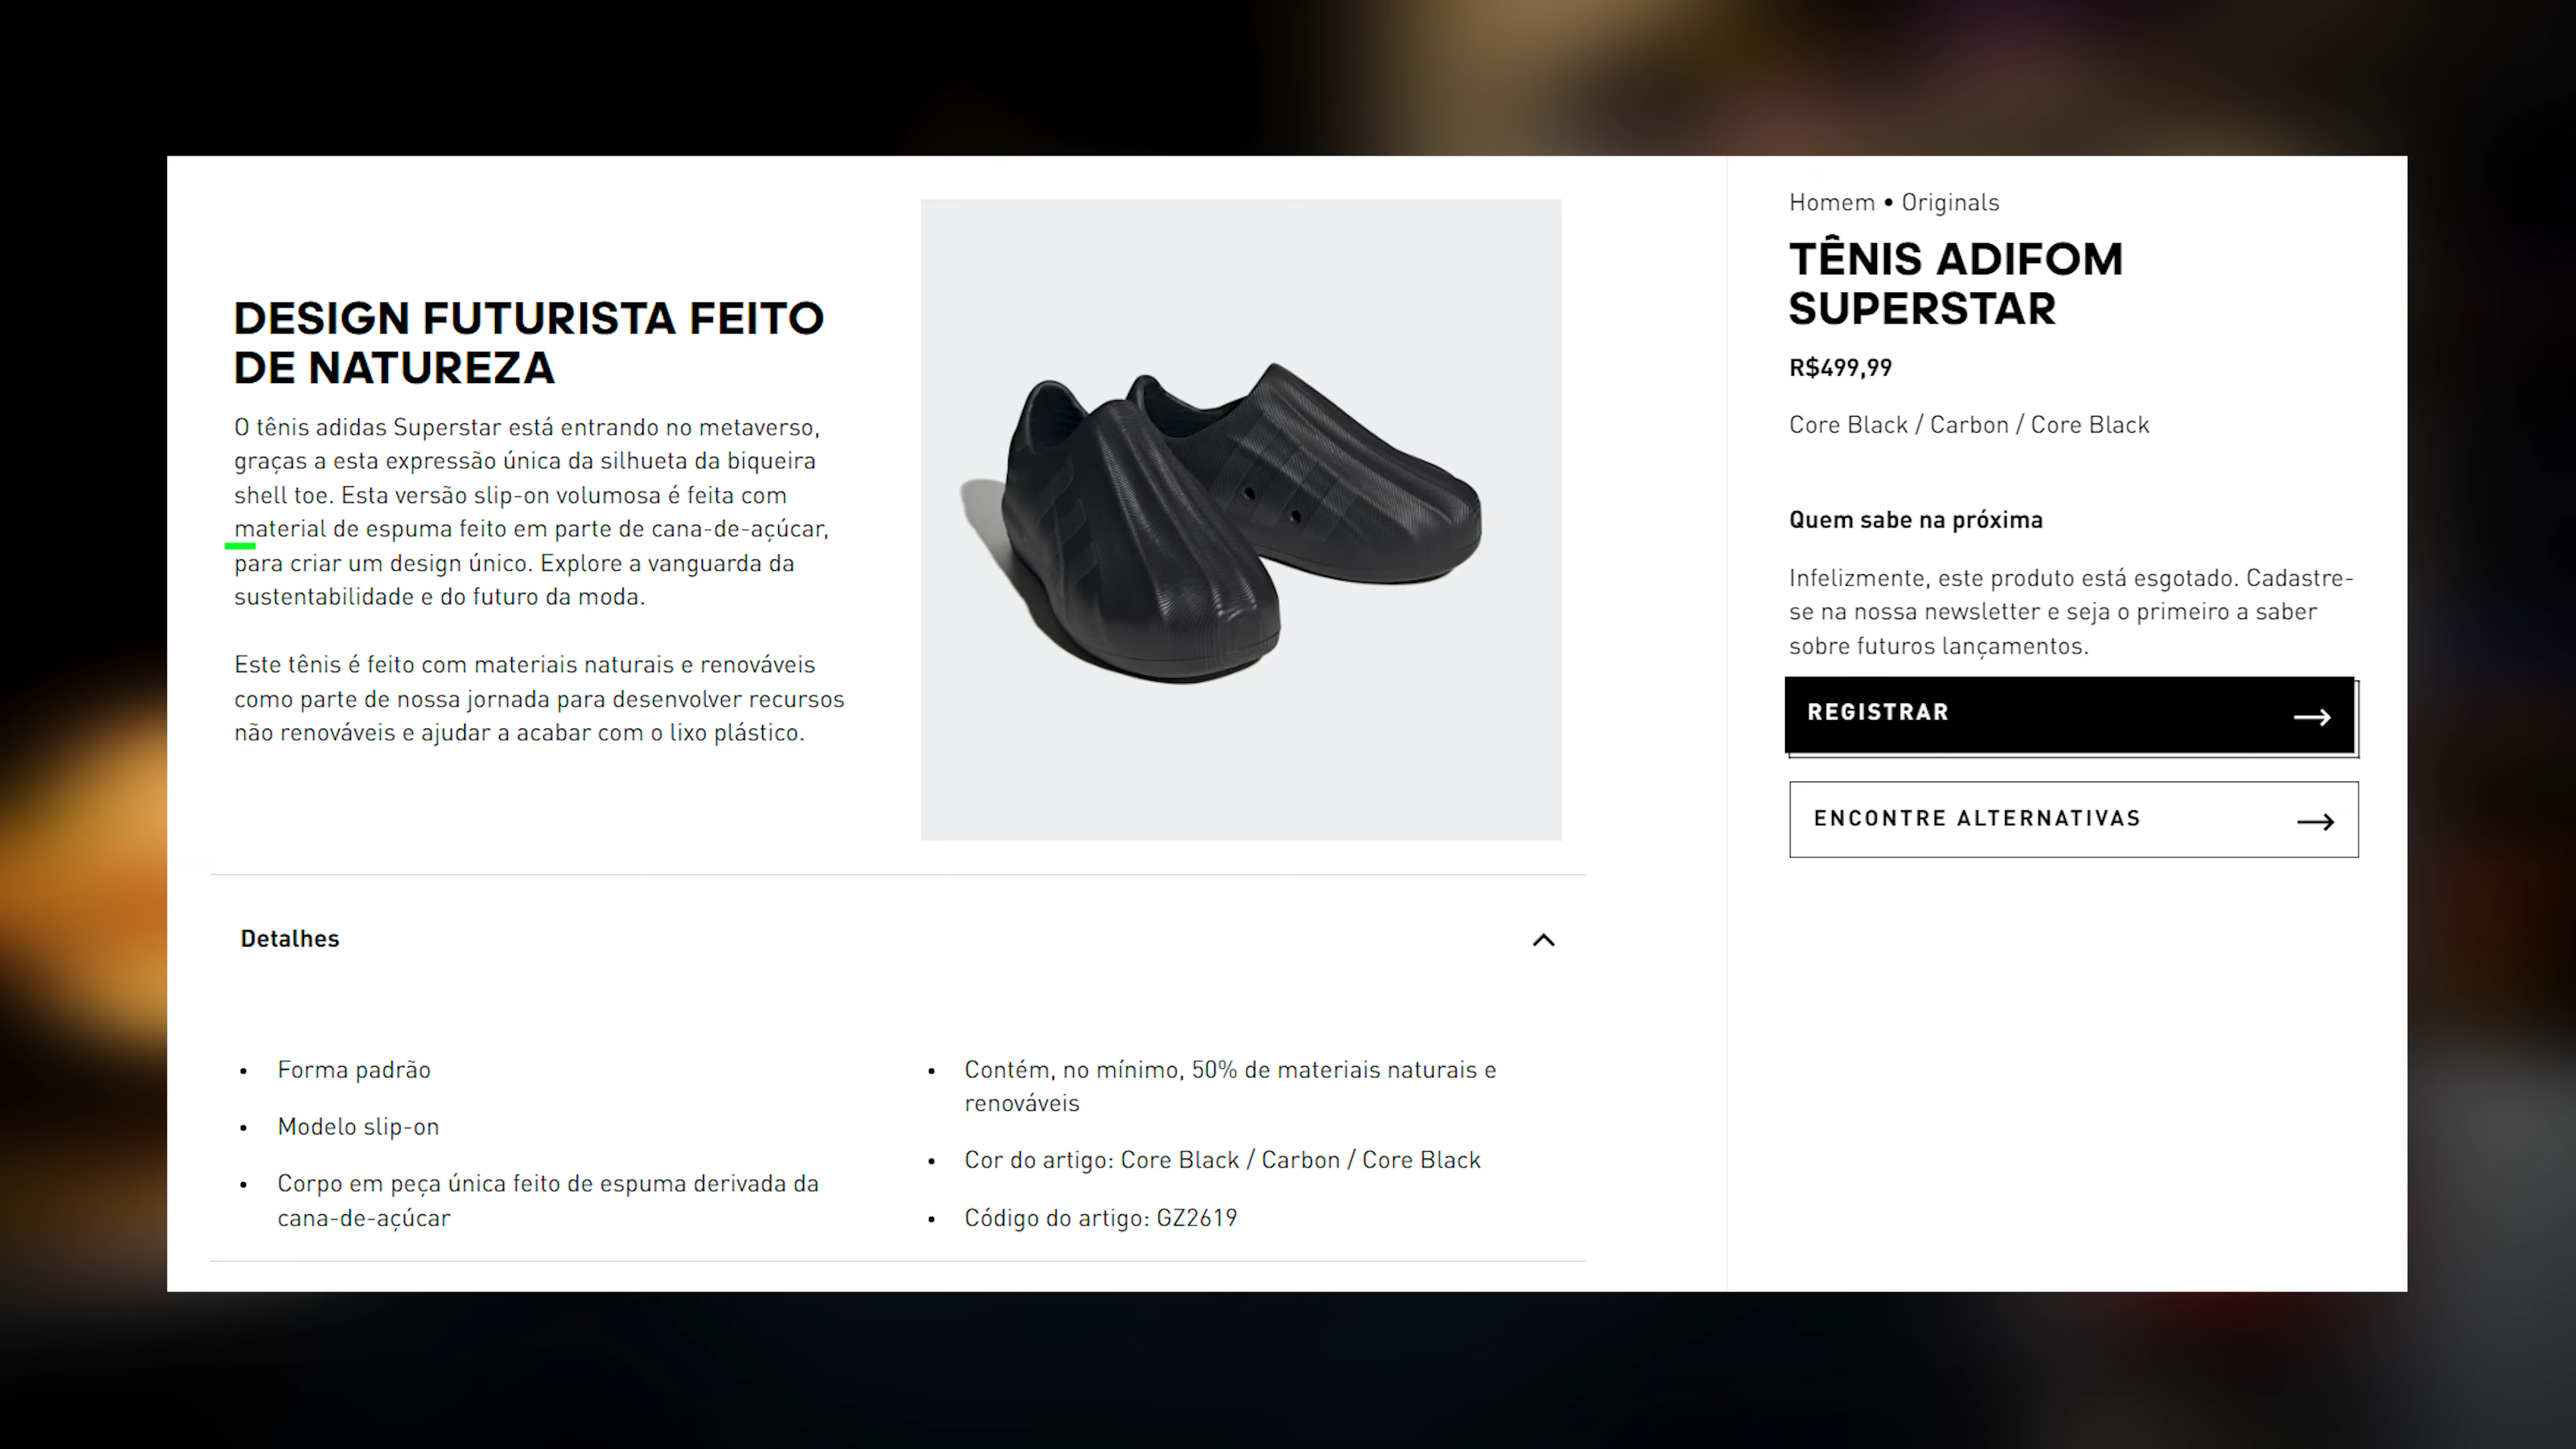 DESIGN FUTURISTA FEITO
DE NATUREZA
O tênis adidas Superstar está entrando no metaverso,
graças a esta expressão única da silhueta da biqueira
shell toe. Esta versão slip-on volumosa é feita com
material de espuma feito em parte de cana-de-açúcar,
para criar um design único. Explore a vanguarda da
sustentabilidade e do futuro da moda.
Este tênis é feito com materiais naturais e renováveis
como parte de nossa jornada para desenvolver recursos
não renováveis e ajudar a acabar com o lixo plástico.
Detalhes
• Forma padrão
• Modelo slip-on
• Corpo em peça única feito de espuma derivada da
cana-de-açúcar
• Contém, no mínimo, 50% de materiais naturais e
renováveis
• Cor do artigo: Core Black / Carbon / Core Black
• Código do artigo: GZ2619
Homem • Originals
TÊNIS ADIFOM
SUPERSTAR
R$499,99
Core Black / Carbon / Core Black
Quem sabe na próxima
Infelizmente, este produto está esgotado. Cadastre-
se na nossa newsletter e seja o primeiro a saber
sobre futuros lançamentos.
REGISTRAR
ENCONTRE ALTERNATIVAS